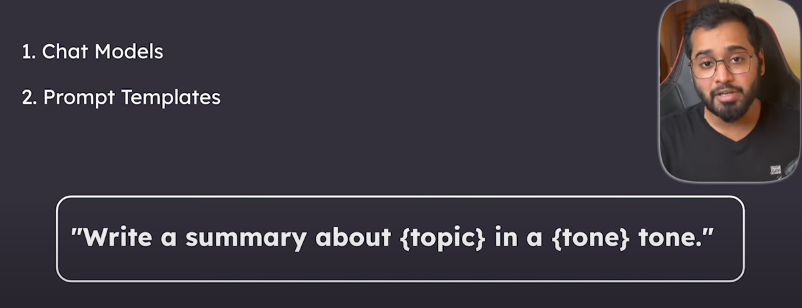 1. Chat Models
2. Prompt Templates
"Write a summary about {topic} in a {tone} tone."